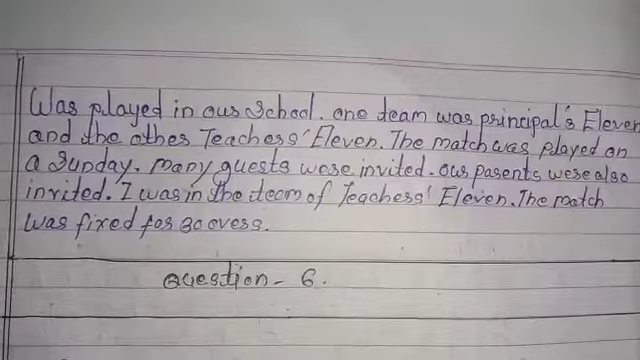 Was played in our School. one team was principal's Eleven
and the other Teachers' Eleven. The match was played on
a Sunday. Many guests were invited. our parents were also
invited. I was in the team of Teachers' Eleven. The match
was fixed for 30 overs.
Question - 6.